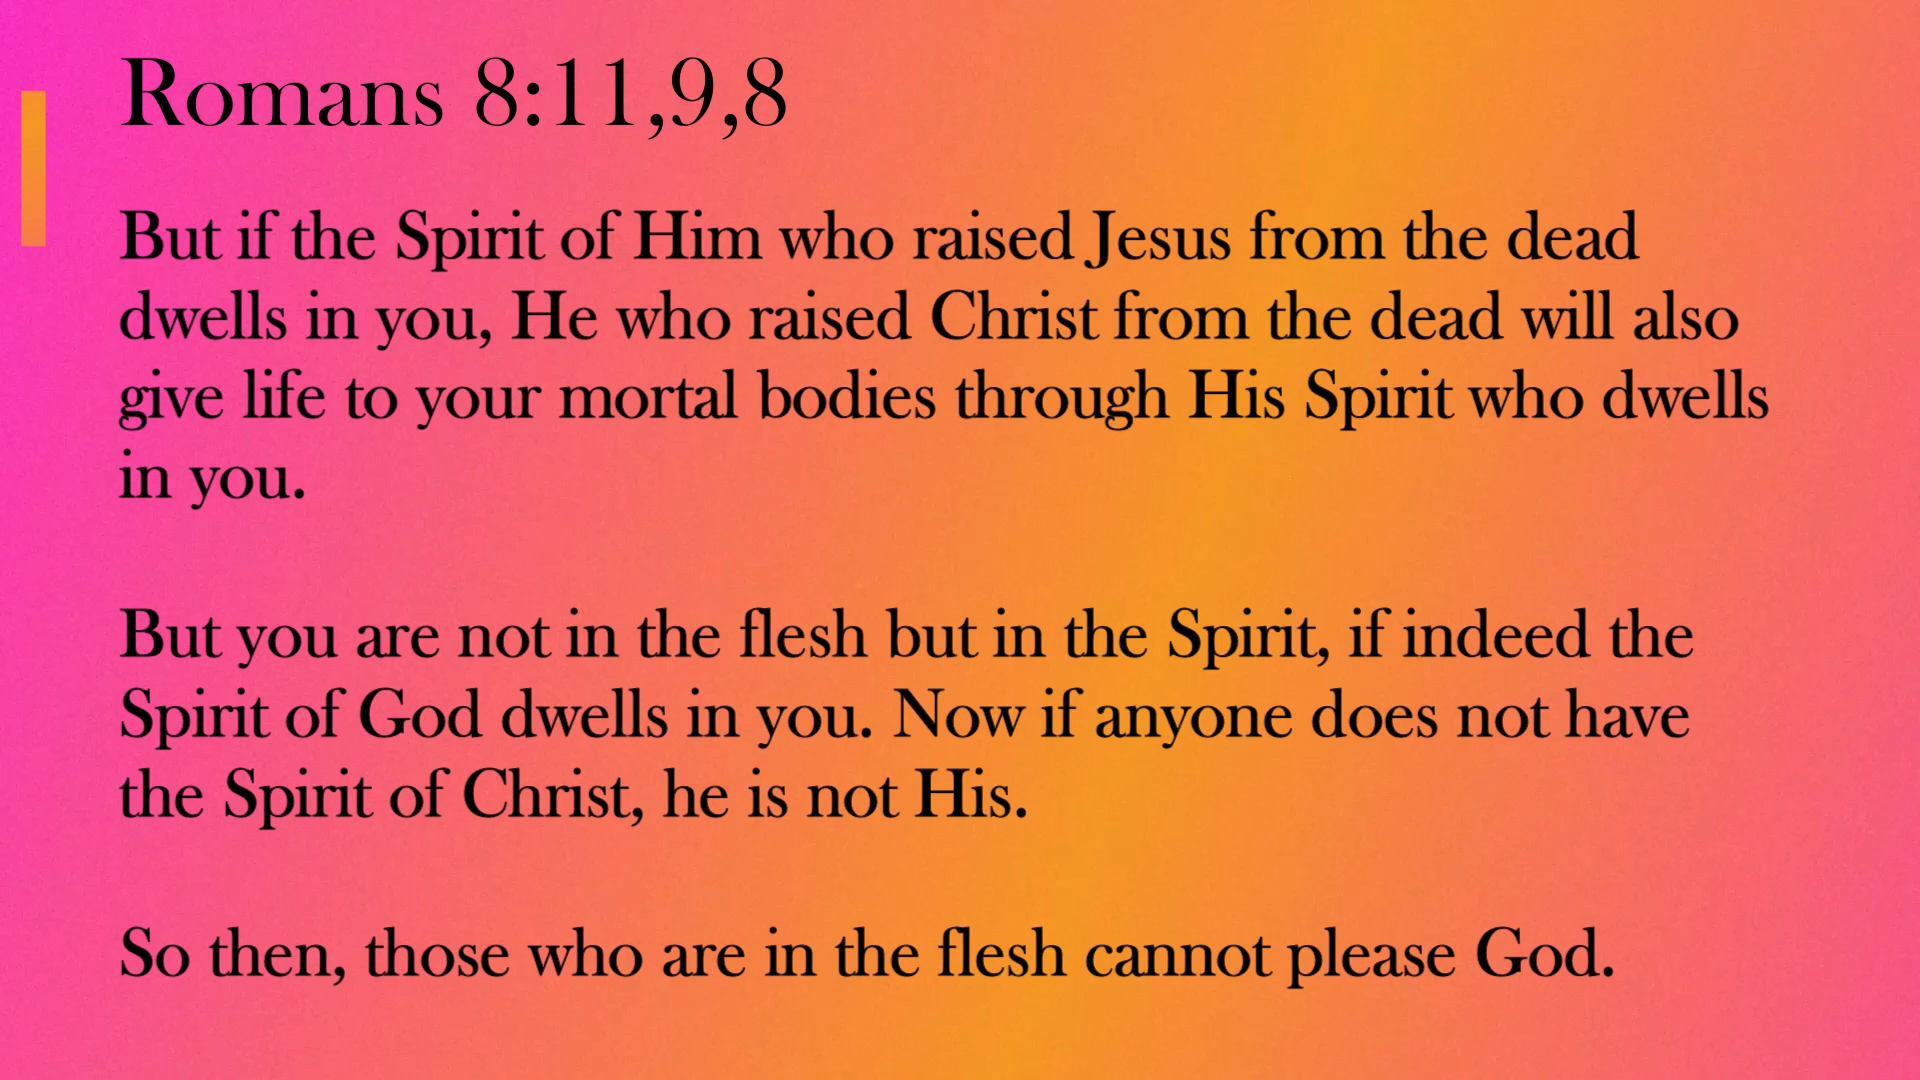 Romans 8:11,9,8
But if the Spirit of Him who raised Jesus from the dead
dwells in you, He who raised Christ from the dead will also
give life to your mortal bodies through His Spirit who dwells
in you.
But you are not in the flesh but in the Spirit, if indeed the
Spirit of God dwells in you. Now if anyone does not have
the Spirit of Christ, he is not His.
So then, those who are in the flesh cannot please God.